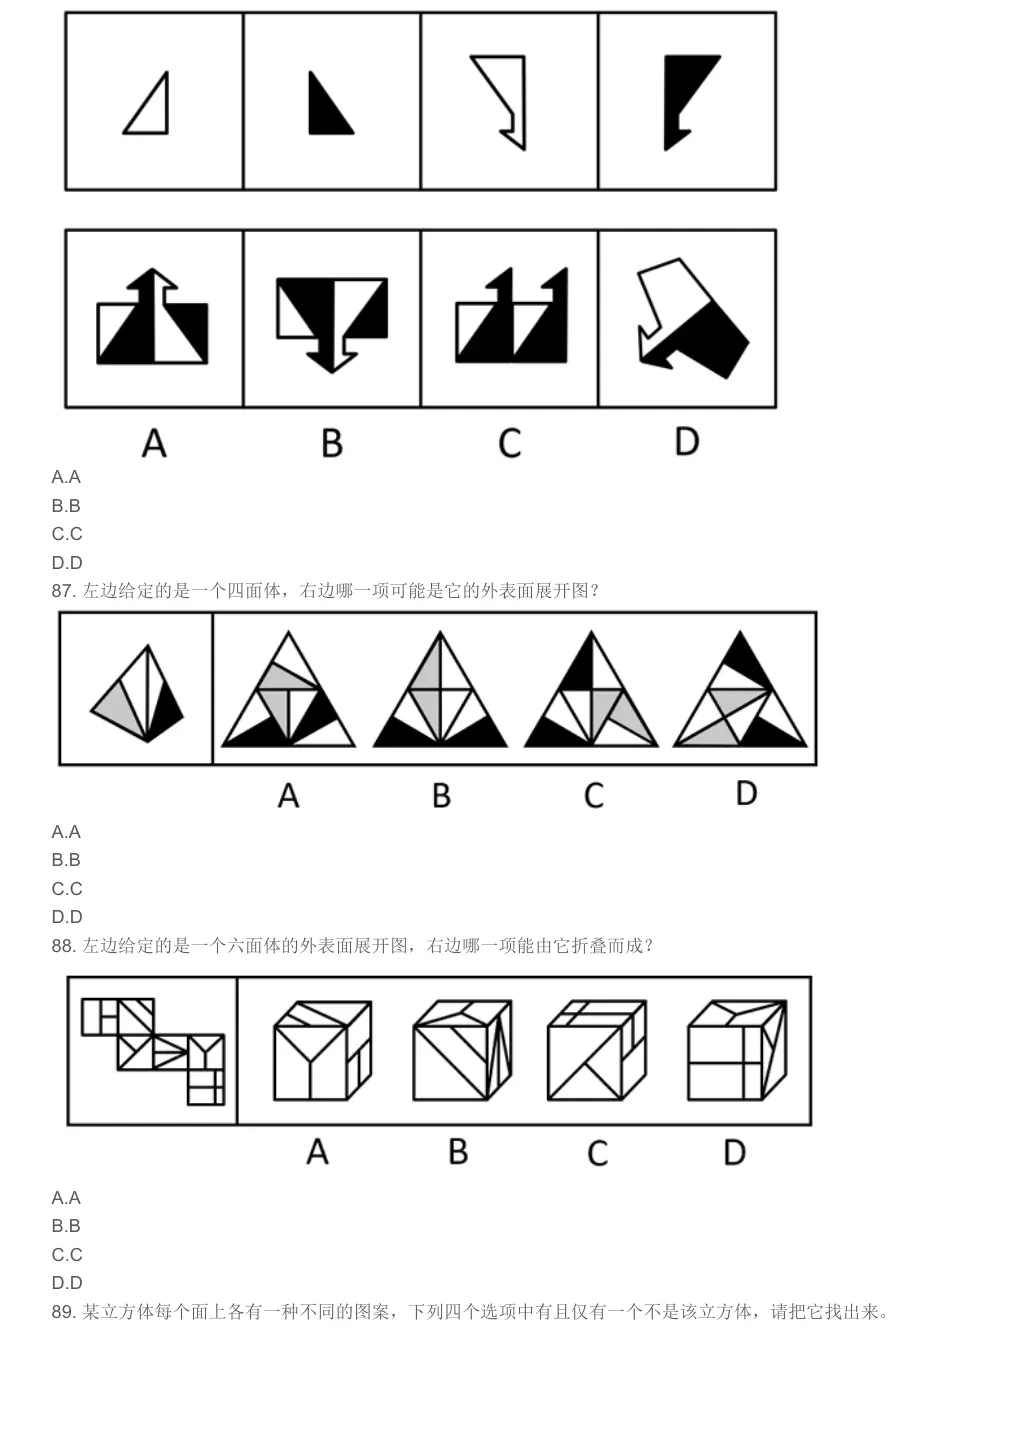 A B C D
A.A
B.B
C.C
D.D
87. 左边给定的是一个四面体，右边哪一项可能是它的外表面展开图？
A B C D
A.A
B.B
C.C
D.D
88. 左边给定的是一个六面体的外表面展开图，右边哪一项能由它折叠而成？
A B C D
A.A
B.B
C.C
D.D
89. 某立方体每个面上各有一种不同的图案，下列四个选项中有且仅有一个不是该立方体，请把它找出来。